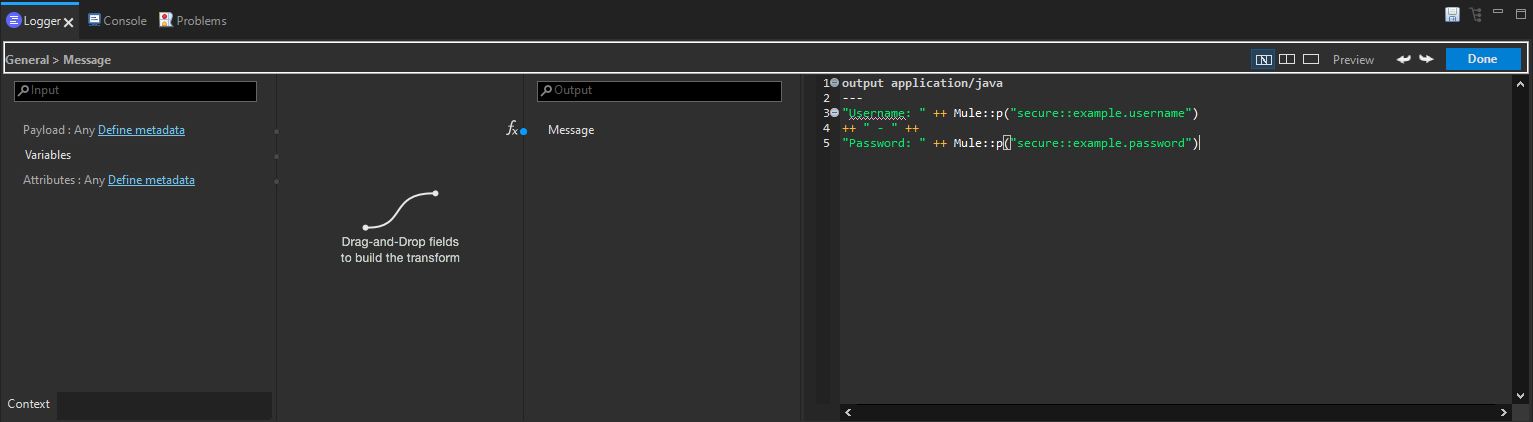 Logger Console Problems
General > Message Preview Done
Input
Output
Payload : Any Define metadata
Variables
Attributes : Any Define metadata
Drag-and-Drop fields
to build the transform
Context
fx Message
1 output application/java
2 ---
3 "Username: " ++ Mule::p("secure::example.username")
4 ++ " - " ++
5 "Password: " ++ Mule::p("secure::example.password")